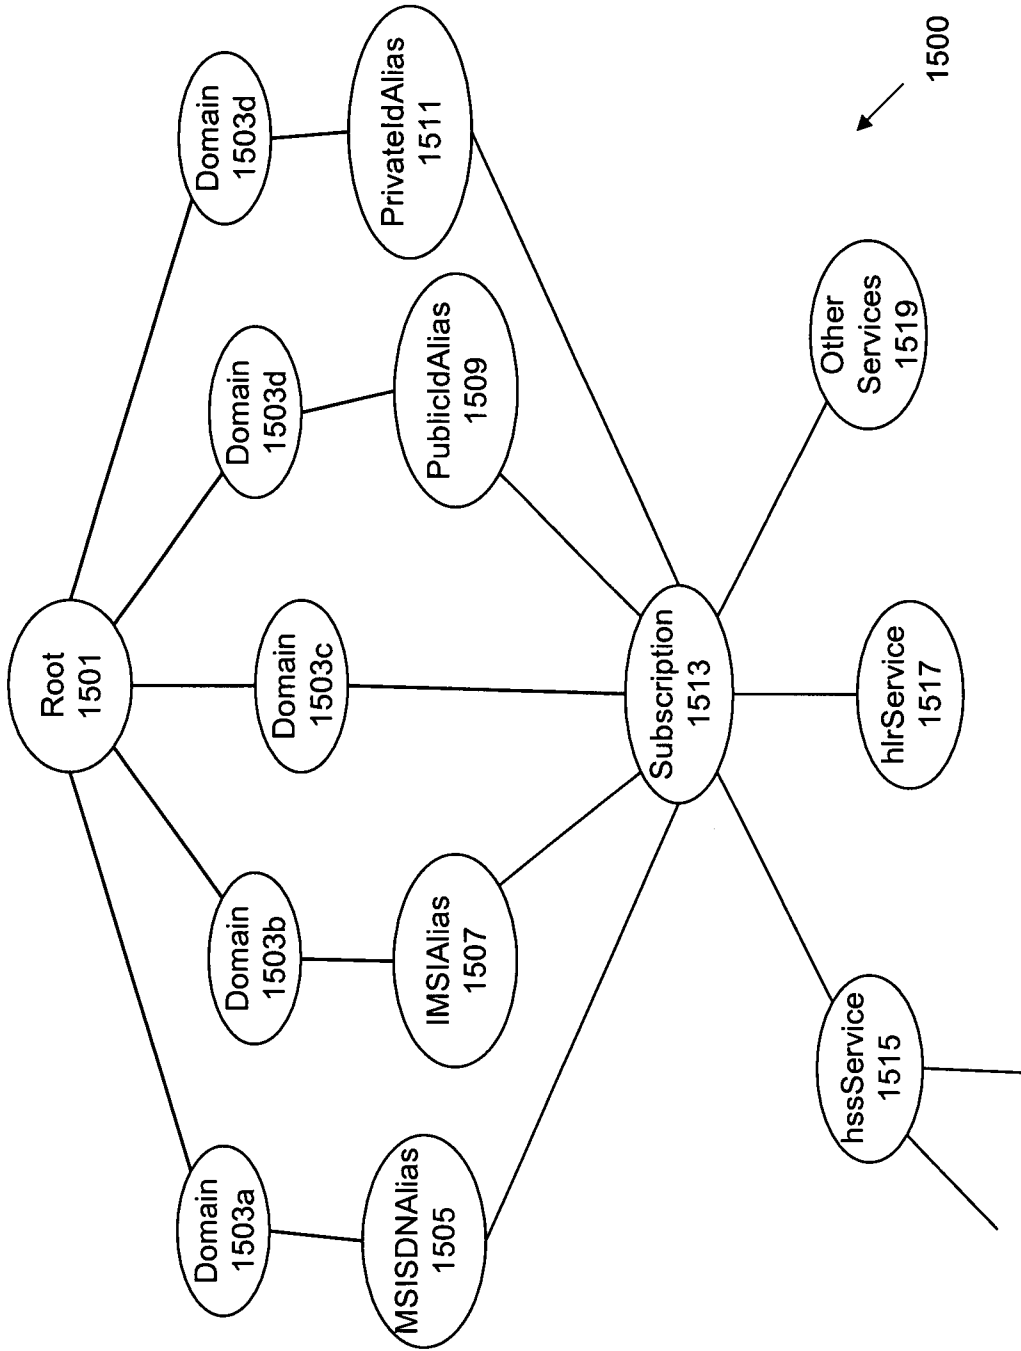 Root
1501
Domain
1503a
Domain
1503b
Domain
1503c
Domain
1503d
Domain
1503d
MSISDNAlias
1505
IMSIAlias
1507
PublicIdAlias
1509
PrivateIdAlias
1511
Subscription
1513
hssService
1515
hlrService
1517
Other
Services
1519
1500